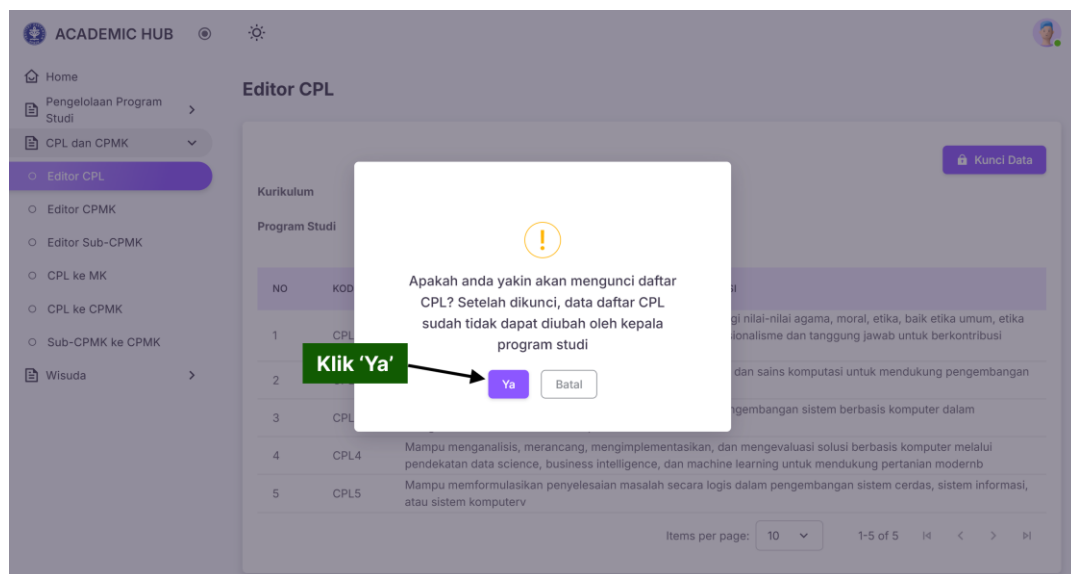 ACADEMIC HUB
Home
Pengelolaan Program
Studi
CPL dan CPMK
Editor CPL
Editor CPMK
Editor Sub-CPMK
CPL ke MK
CPL ke CPMK
Sub-CPMK ke CPMK
Wisuda
Editor CPL
Kunci Data
Kurikulum
Program Studi
!
Apakah anda yakin akan mengunci daftar
CPL? Setelah dikunci, data daftar CPL
sudah tidak dapat diubah oleh kepala
program studi
Klik ‘Ya’
Ya Batal
NO
1 nilai-nilai agama, moral, etika, baik etika umum, etika
dan tanggung jawab untuk berkontribusi
2 dan sains komputasi untuk mendukung pengembangan
3 sistem berbasis komputer dalam
4 CPL4 Mampu menganalisis, merancang, mengimplementasikan, dan mengevaluasi solusi berbasis komputer melalui
pendekatan data science, business intelligence, dan machine learning untuk mendukung pertanian modernb
5 CPL5 Mampu memformulasikan penyelesaian masalah secara logis dalam pengembangan sistem cerdas, sistem informasi,
atau sistem komputerv
Items per page: 10 1-5 of 5